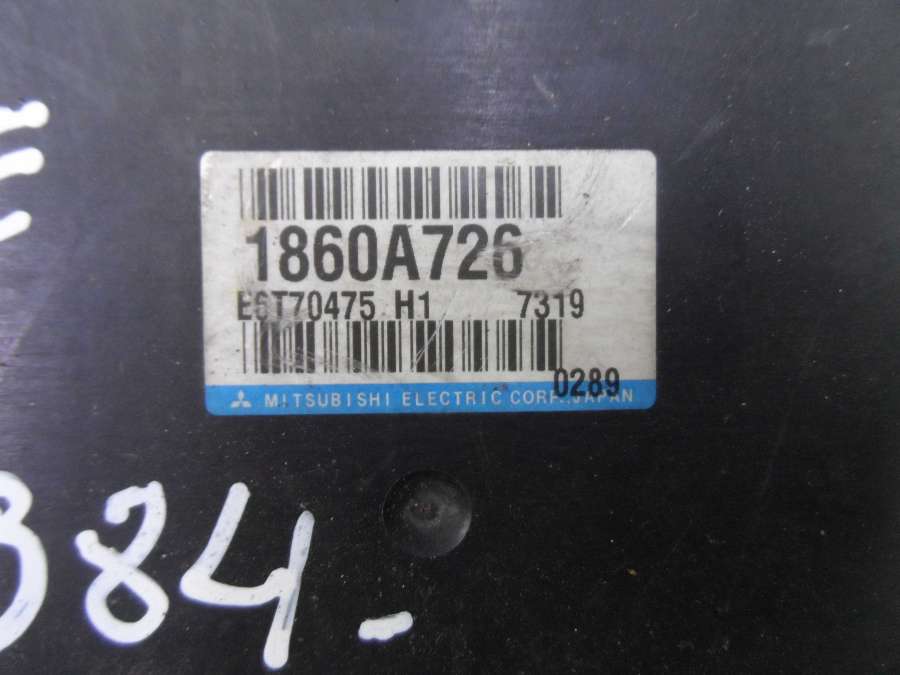 1860A726
E6T70475 H1 7319
0289
MITSUBISHI ELECTRIC CORP. JAPAN
384-